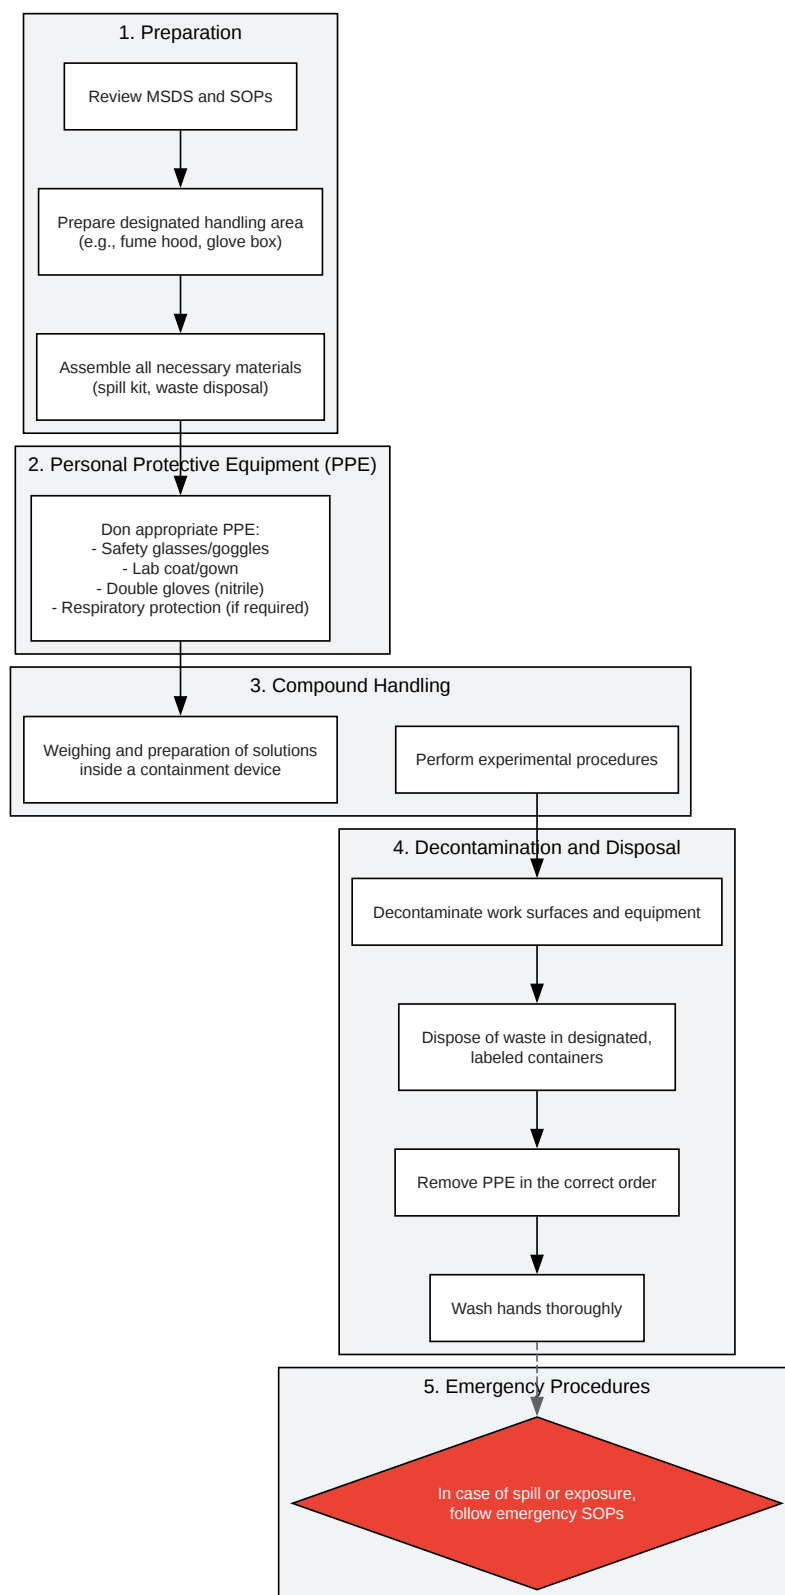 1. Preparation
Review MSDS and SOPs
Prepare designated handling area
(e.g., fume hood, glove box)
Assemble all necessary materials
(spill kit, waste disposal)
2. Personal Protective Equipment (PPE)
Don appropriate PPE:
- Safety glasses/goggles
- Lab coat/gown
- Double gloves (nitrile)
- Respiratory protection (if required)
3. Compound Handling
Weighing and preparation of solutions
inside a containment device
Perform experimental procedures
4. Decontamination and Disposal
Decontaminate work surfaces and equipment
Dispose of waste in designated,
labeled containers
Remove PPE in the correct order
Wash hands thoroughly
5. Emergency Procedures
In case of spill or exposure,
follow emergency SOPs